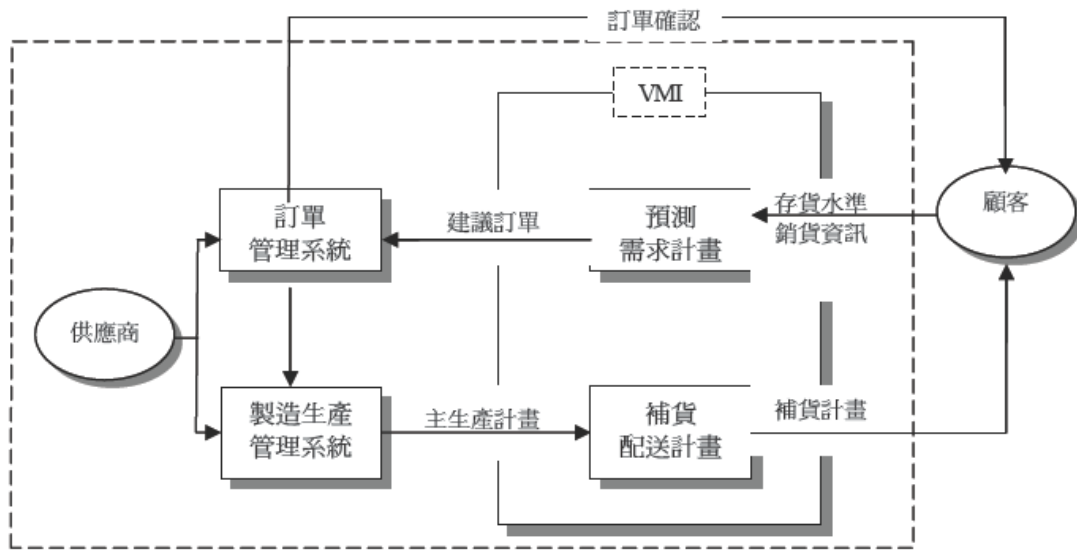 訂單確認
VMI
訂單
管理系統
建議訂單
預測
需求計畫
存貨水準
銷貨資訊
顧客
供應商
製造生產
管理系統
主生產計畫
補貨
配送計畫
補貨計畫